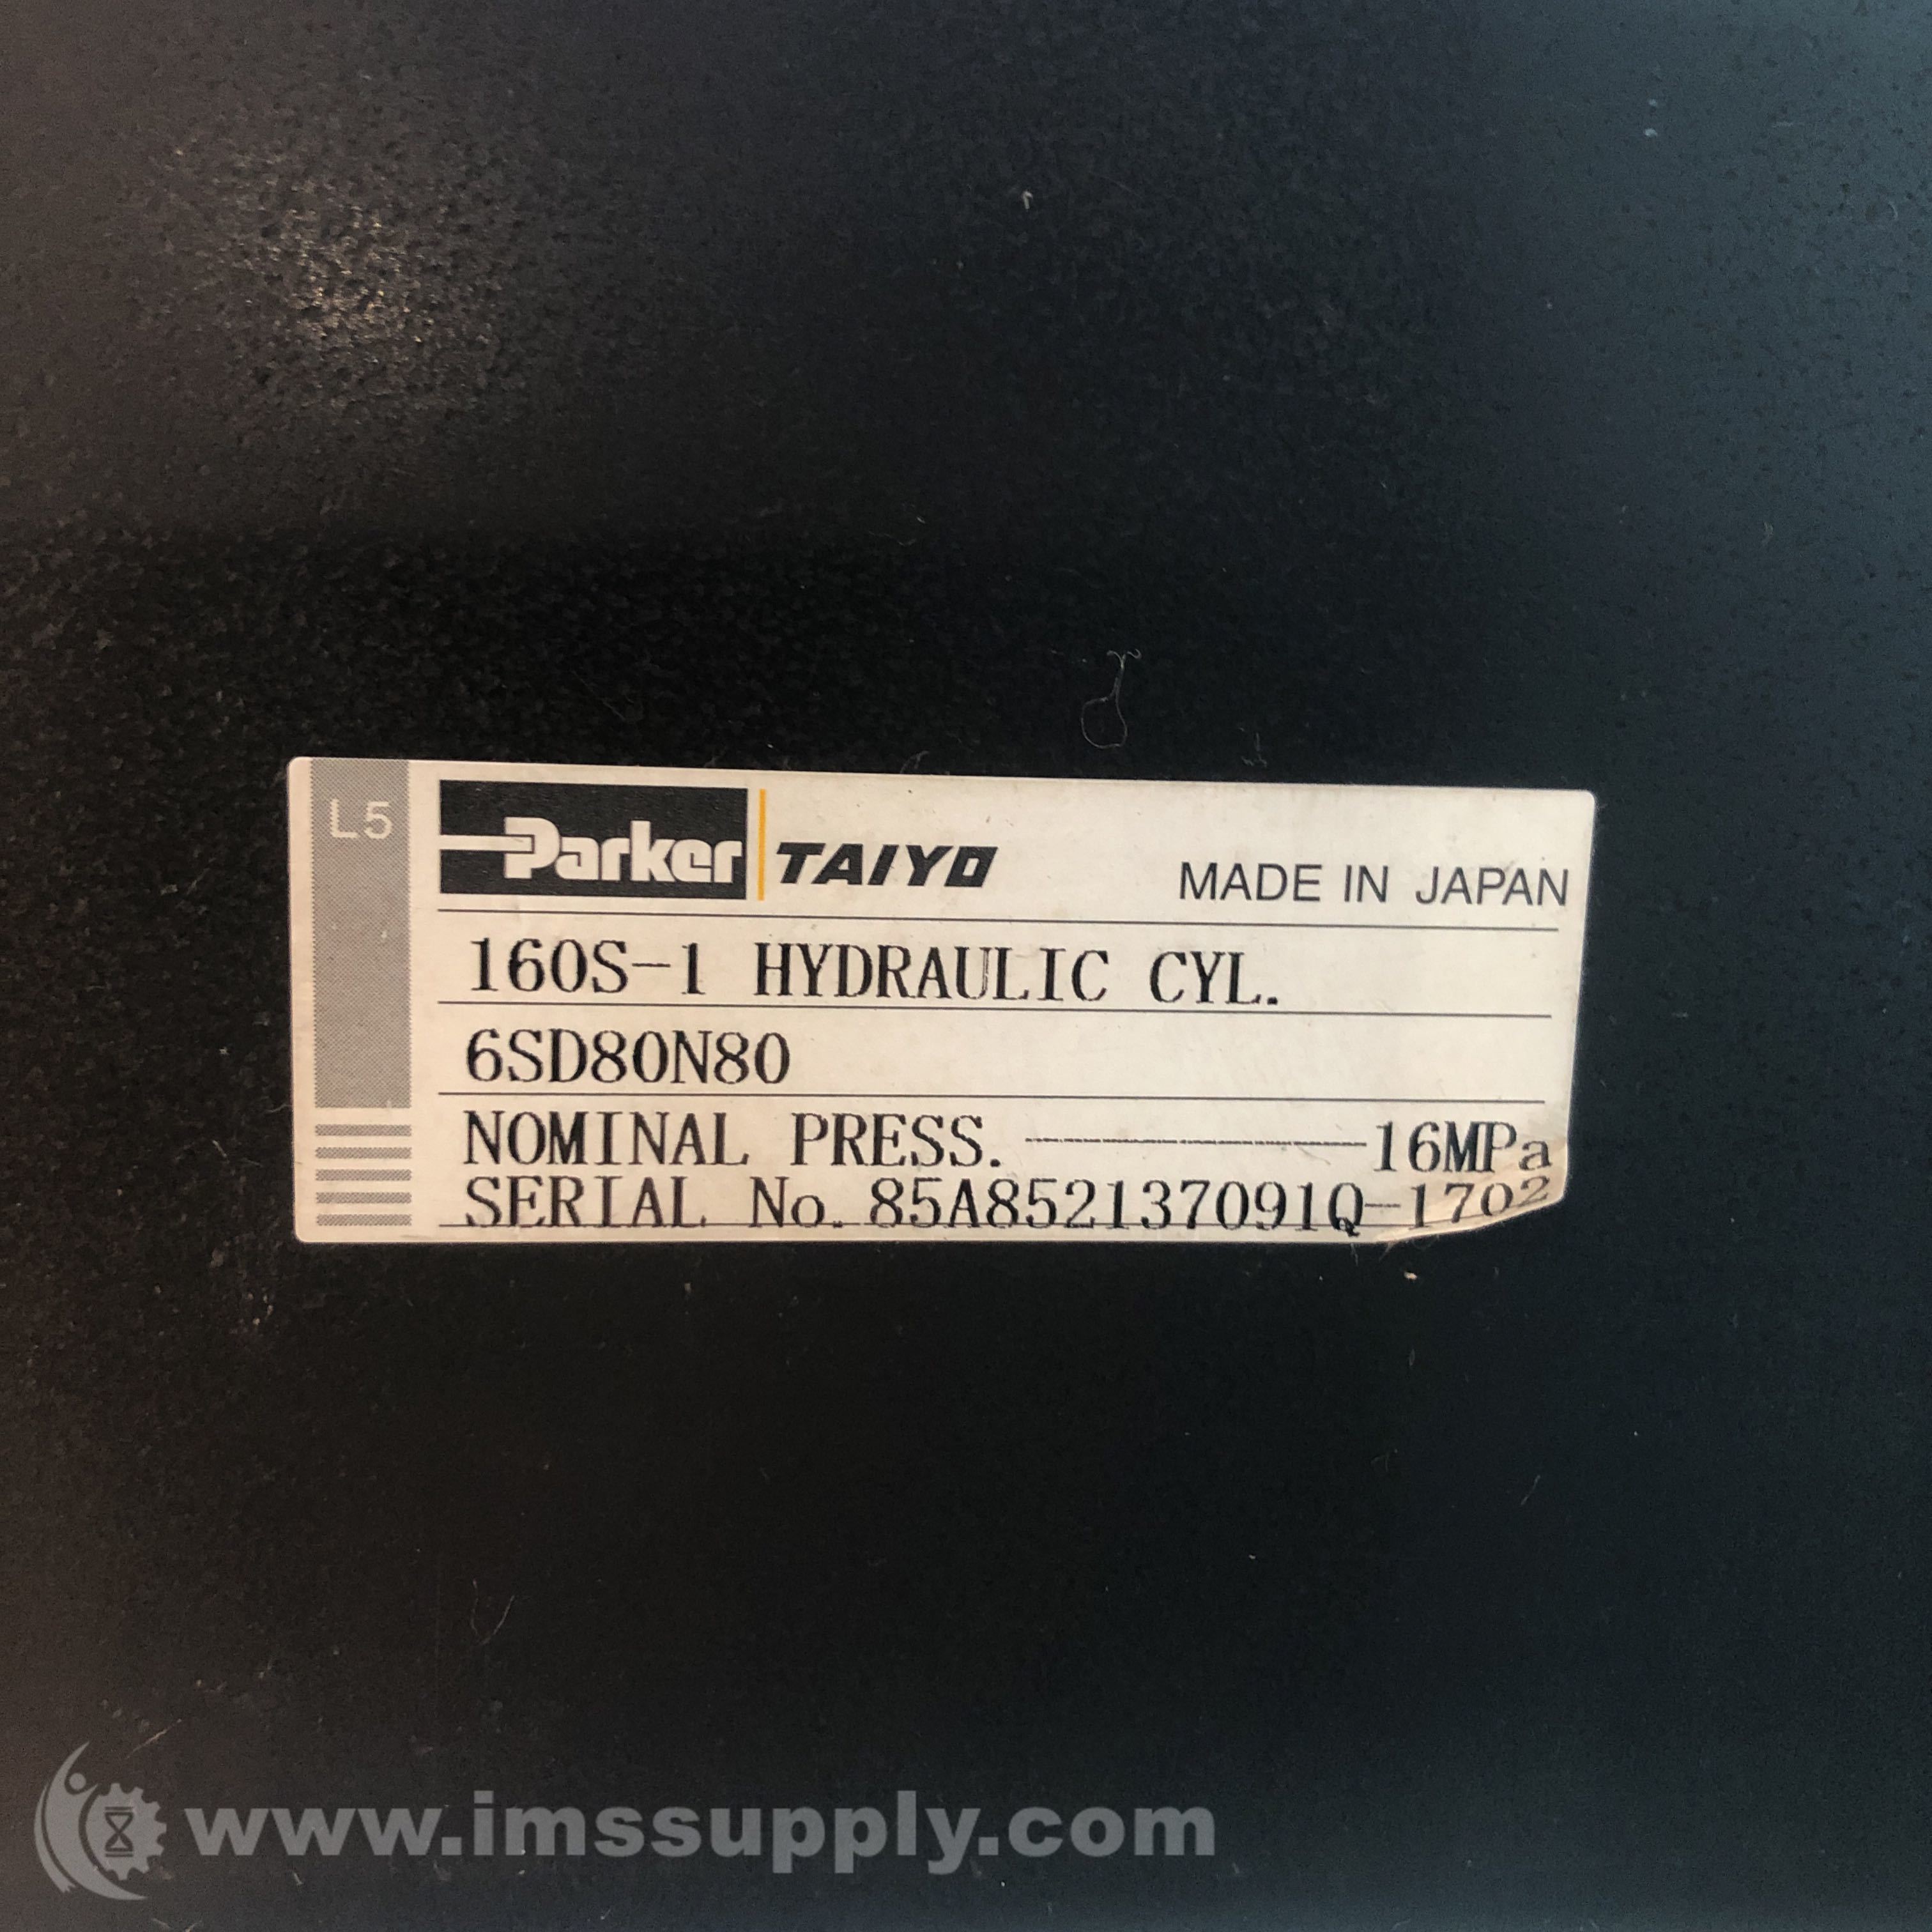 L5
Parker TAIYO MADE IN JAPAN
160S-1 HYDRAULIC CYL.
6SD80N80
NOMINAL PRESS. 16MPa
SERIAL No. 85A852137091Q-1702
www.imssupply.com